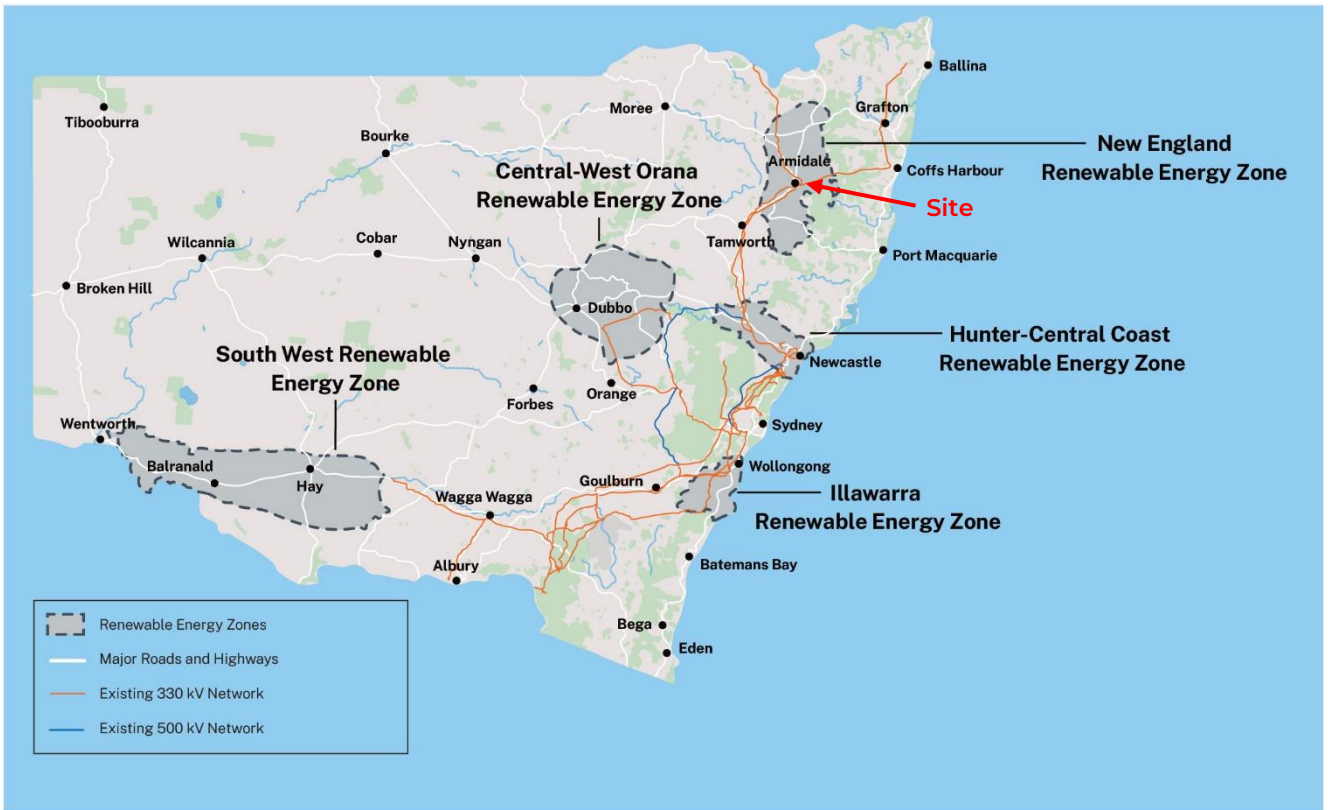 Ballina
Tibooburra
Moree
Grafton
Bourke
New England
Renewable Energy Zone
Armidale
Central-West Orana
Renewable Energy Zone
Coffs Harbour
Site
Tamworth
Wilcannia
Cobar
Nyngan
Port Macquarie
Broken Hill
Dubbo
Hunter-Central Coast
Renewable Energy Zone
South West Renewable
Energy Zone
Newcastle
Orange
Forbes
Sydney
Wentworth
Wollongong
Balranald
Hay
Goulburn
Illawarra
Renewable Energy Zone
Wagga Wagga
Batemans Bay
Albury
Bega
Eden
Renewable Energy Zones
Major Roads and Highways
Existing 330 kV Network
Existing 500 kV Network